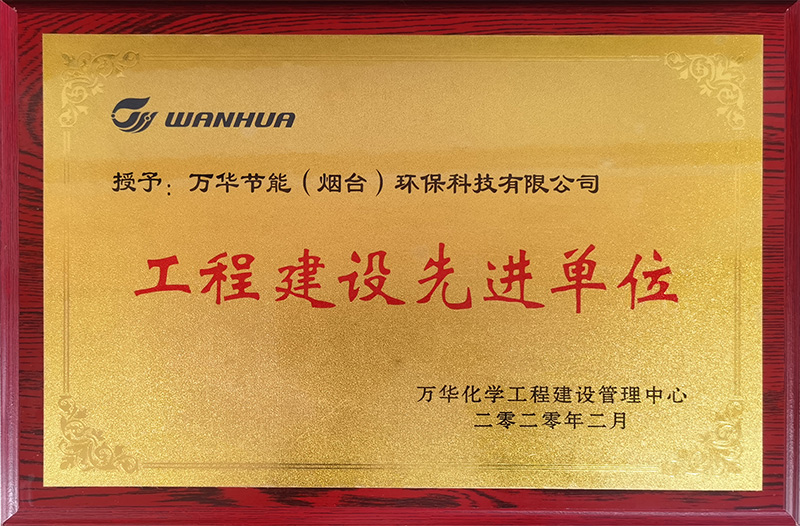 WANHUA
授予：万华节能（烟台）环保科技有限公司
工程建设先进单位
万华化学工程建设管理中心
二零二零年二月